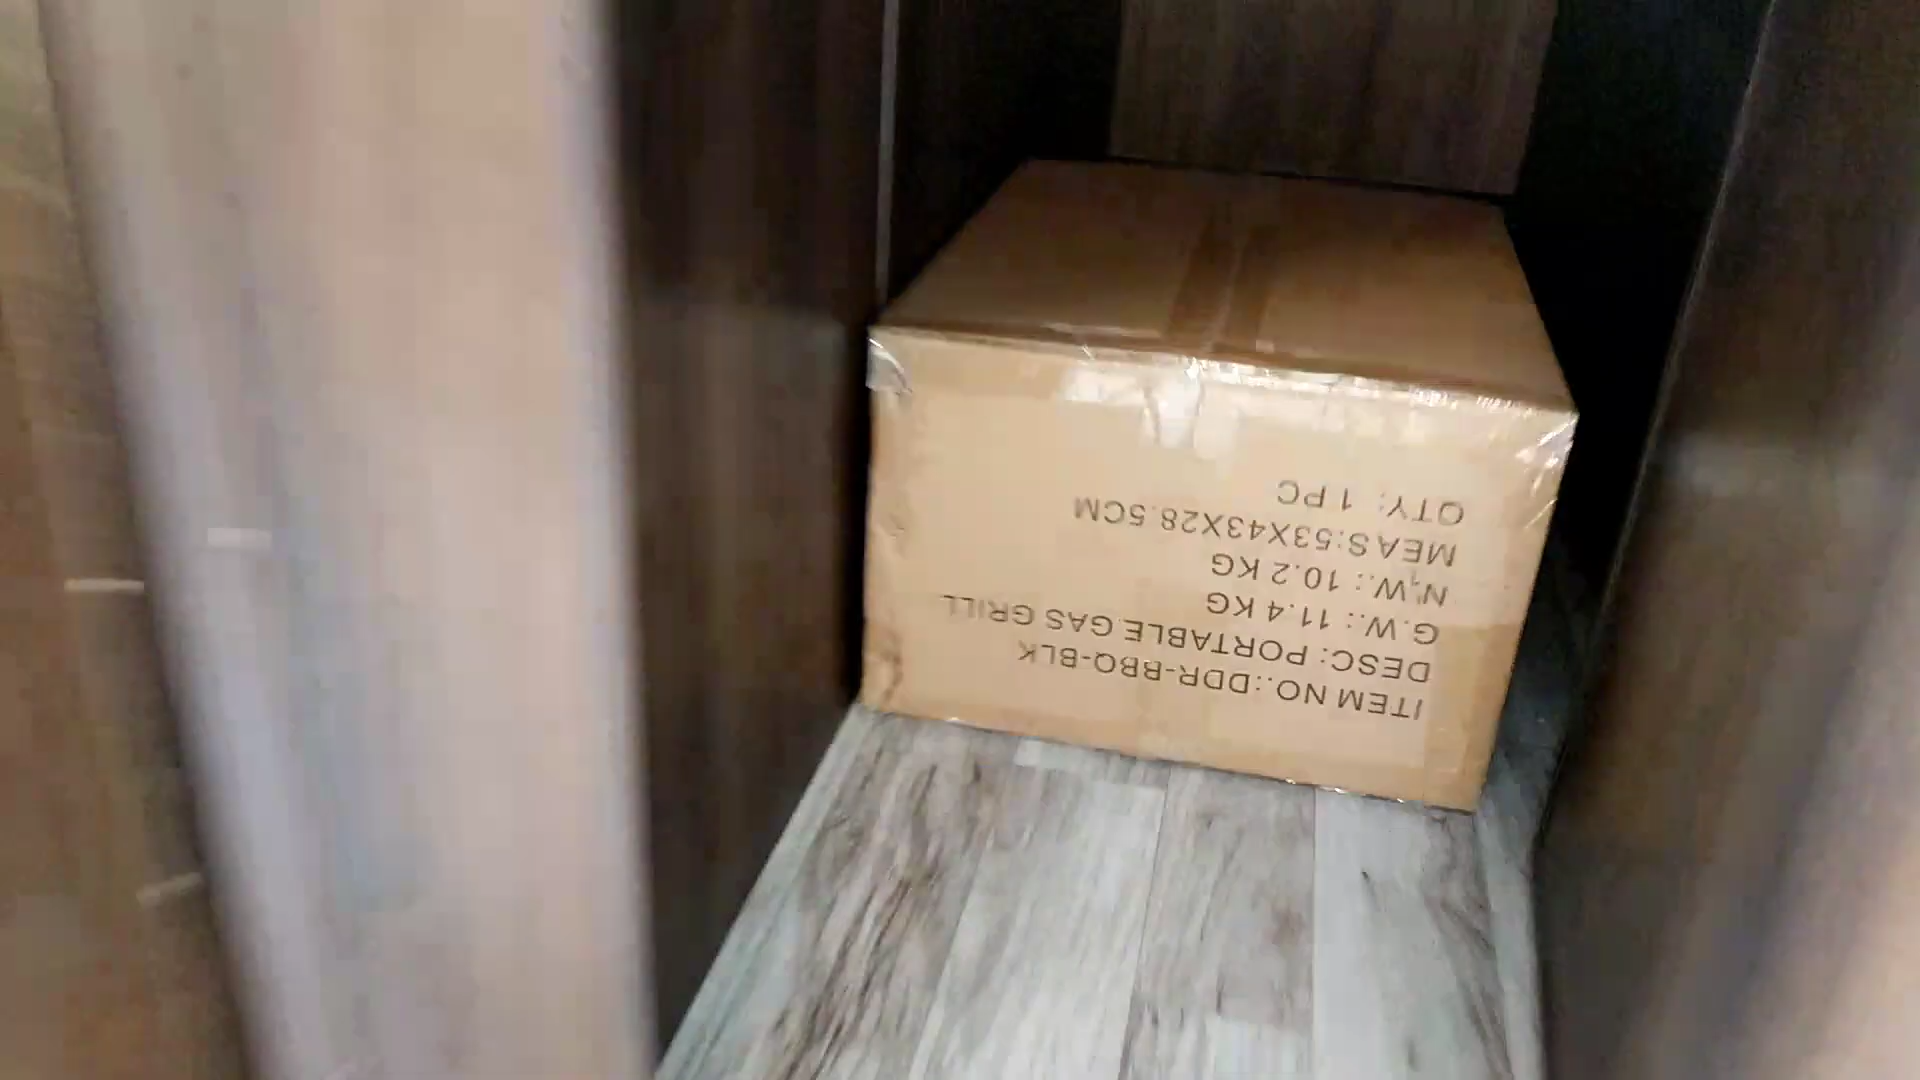 ITEM NO.:DDR-BBQ-BLK
DESC: PORTABLE GAS GRILL
G.W.: 11.4 KG
N.W.: 10.2 KG
MEAS:53X43X28.5CM
QTY: 1 PC